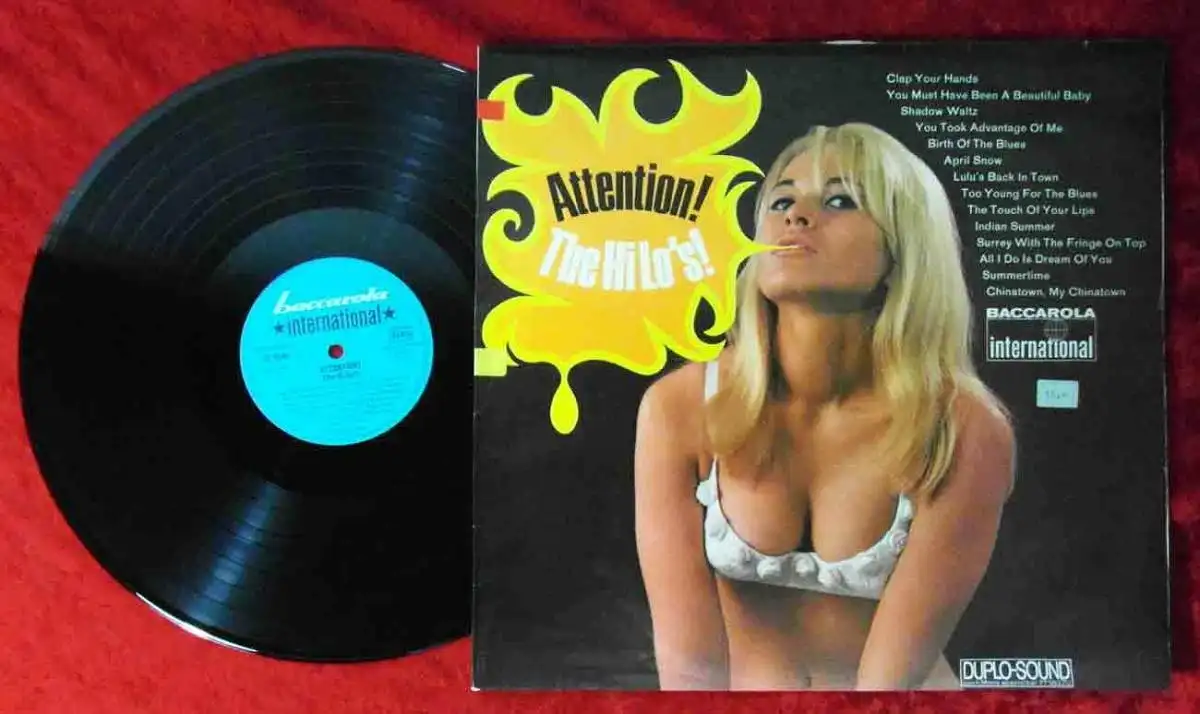 baccarola
international
ATTENTION!
Attention!
The Hi Lo's!
Clap Your Hands
You Must Have Been A Beautiful Baby
Shadow Waltz
You Took Advantage Of Me
Birth Of The Blues
April Snow
Lulu's Back In Town
Too Young For The Blues
The Touch Of Your Lips
Indian Summer
Surrey With The Fringe On Top
All I Do Is Dream Of You
Summertime
Chinatown, My Chinatown
BACCAROLA
international
DUPLO-SOUND